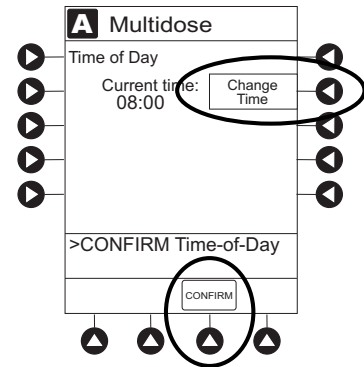 A Multidose
Time of Day
Current time:
08:00
Change
Time
>CONFIRM Time-of-Day
CONFIRM